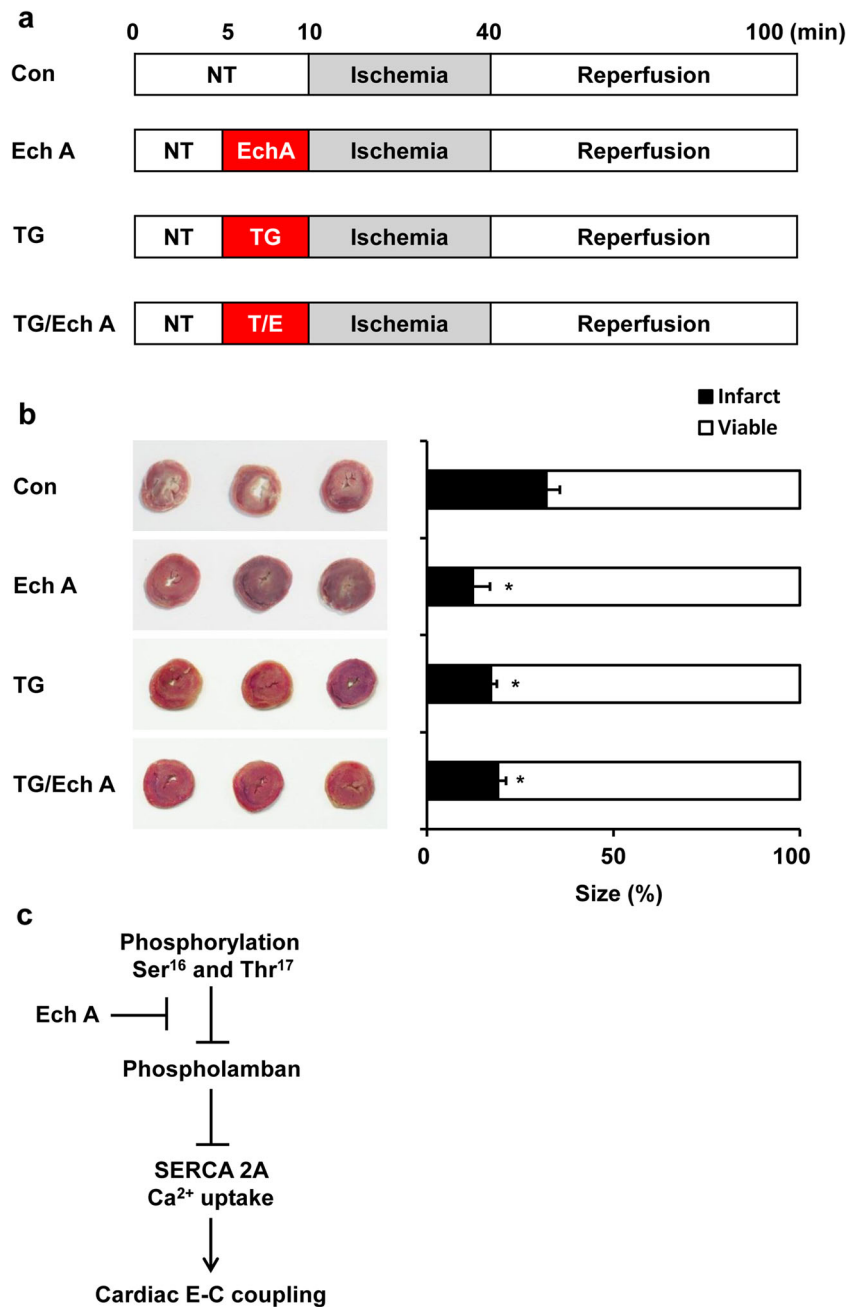 a
0 5 10 40 100 (min)
Con NT Ischemia Reperfusion
Ech A NT EchA Ischemia Reperfusion
TG NT TG Ischemia Reperfusion
TG/Ech A NT T/E Ischemia Reperfusion
b
Infarct
Viable
Con
Ech A *
TG *
TG/Ech A *
0 50 100
Size (%)
c
Phosphorylation
Ser¹⁶ and Thr¹⁷
Ech A
Phospholamban
SERCA 2A
Ca²⁺ uptake
Cardiac E-C coupling